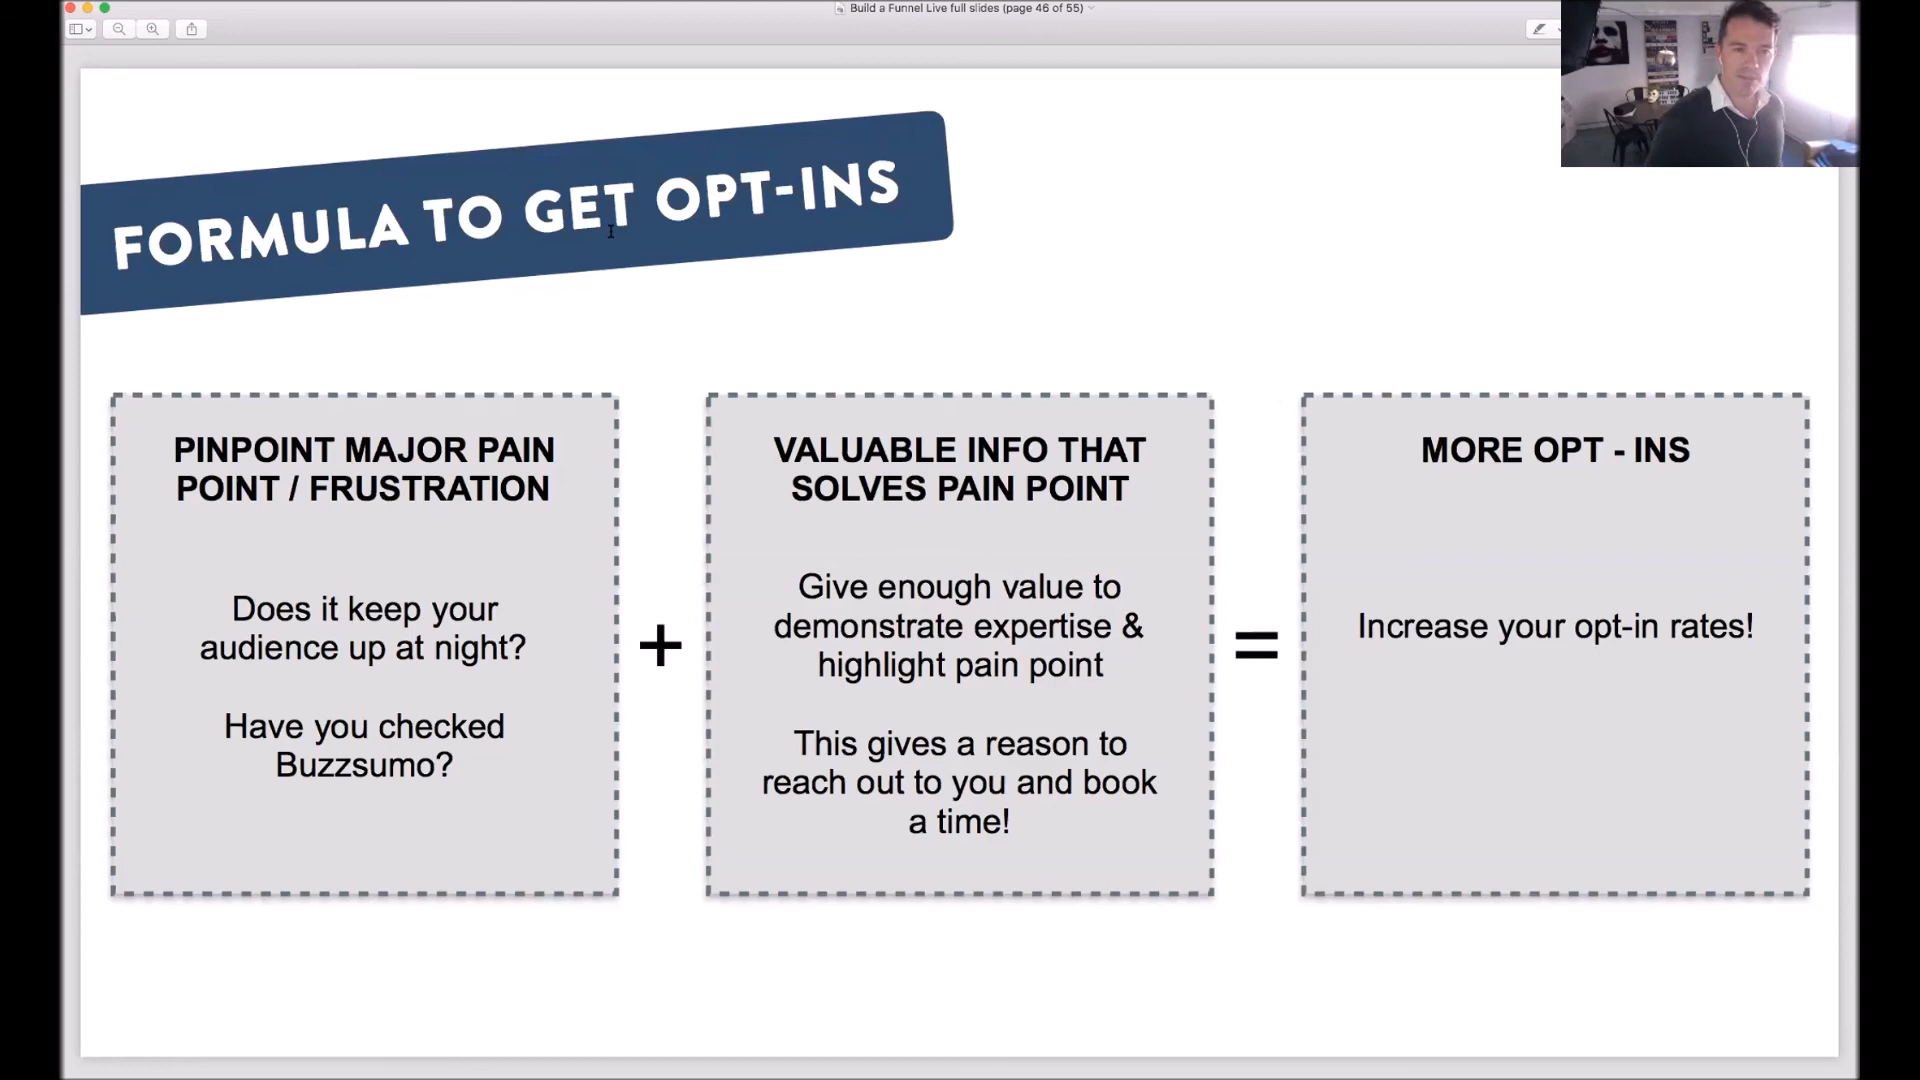 Build a Funnel Live full slides (page 46 of 55)
FORMULA TO GET OPT-INS
PINPOINT MAJOR PAIN
POINT / FRUSTRATION
Does it keep your
audience up at night?
Have you checked
Buzzsumo?
+
VALUABLE INFO THAT
SOLVES PAIN POINT
Give enough value to
demonstrate expertise &
highlight pain point
This gives a reason to
reach out to you and book
a time!
=
MORE OPT - INS
Increase your opt-in rates!